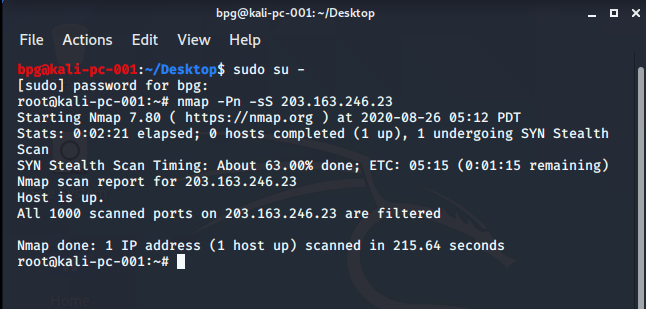 bpg@kali-pc-001:~/Desktop
File Actions Edit View Help
bpg@kali-pc-001:~/Desktop$ sudo su -
[sudo] password for bpg:
root@kali-pc-001:~# nmap -Pn -sS 203.163.246.23
Starting Nmap 7.80 ( https://nmap.org ) at 2020-08-26 05:12 PDT
Stats: 0:02:21 elapsed; 0 hosts completed (1 up), 1 undergoing SYN Stealth
Scan
SYN Stealth Scan Timing: About 63.00% done; ETC: 05:15 (0:01:15 remaining)
Nmap scan report for 203.163.246.23
Host is up.
All 1000 scanned ports on 203.163.246.23 are filtered
Nmap done: 1 IP address (1 host up) scanned in 215.64 seconds
root@kali-pc-001:~#
Home